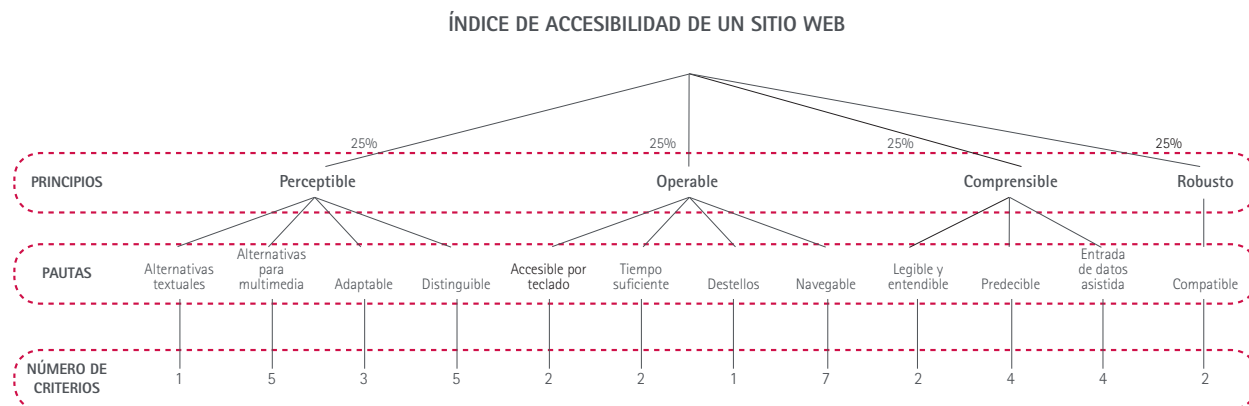 ÍNDICE DE ACCESIBILIDAD DE UN SITIO WEB
25% 25% 25% 25%
PRINCIPIOS Perceptible Operable Comprensible Robusto
PAUTAS
Alternativas
textuales
Alternativas
para
multimedia
Adaptable
Distinguible
Accesible por
teclado
Tiempo
suficiente
Destellos
Navegable
Legible y
entendible
Predecible
Entrada
de datos
asistida
Compatible
NÚMERO DE
CRITERIOS
1 5 3 5 2 2 1 7 2 4 4 2